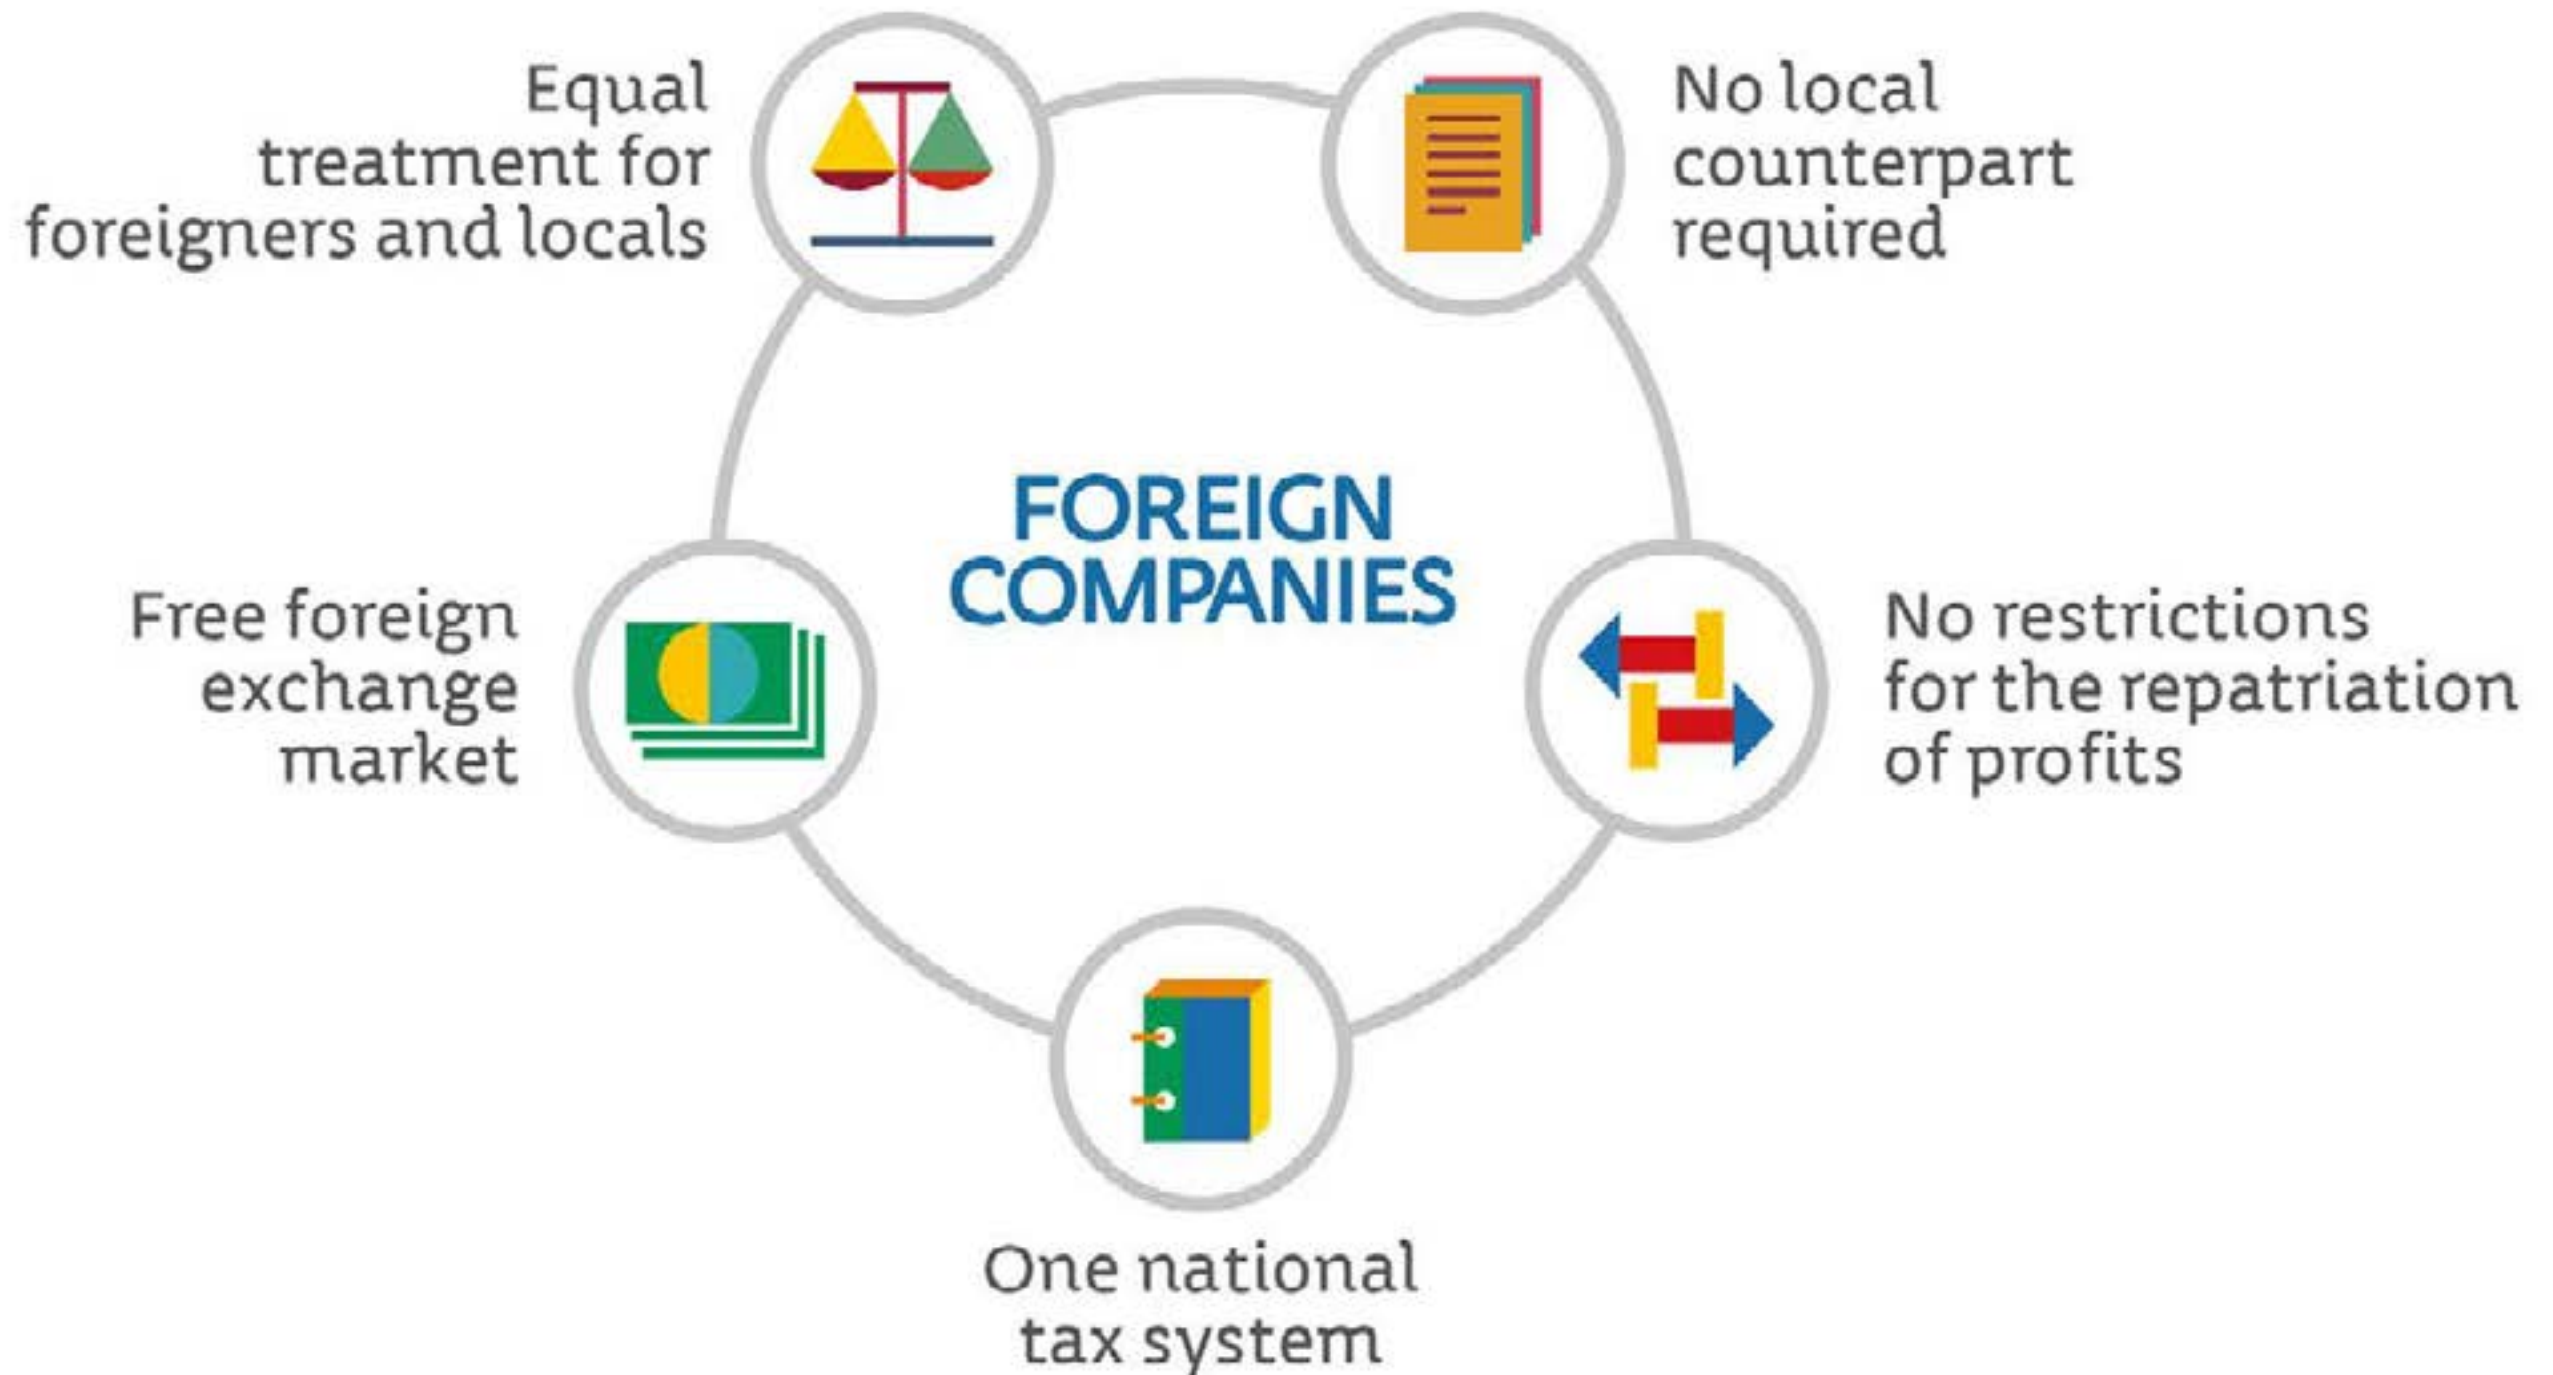 Equal
treatment for
foreigners and locals
No local
counterpart
required
FOREIGN
COMPANIES
Free foreign
exchange
market
No restrictions
for the repatriation
of profits
One national
tax system